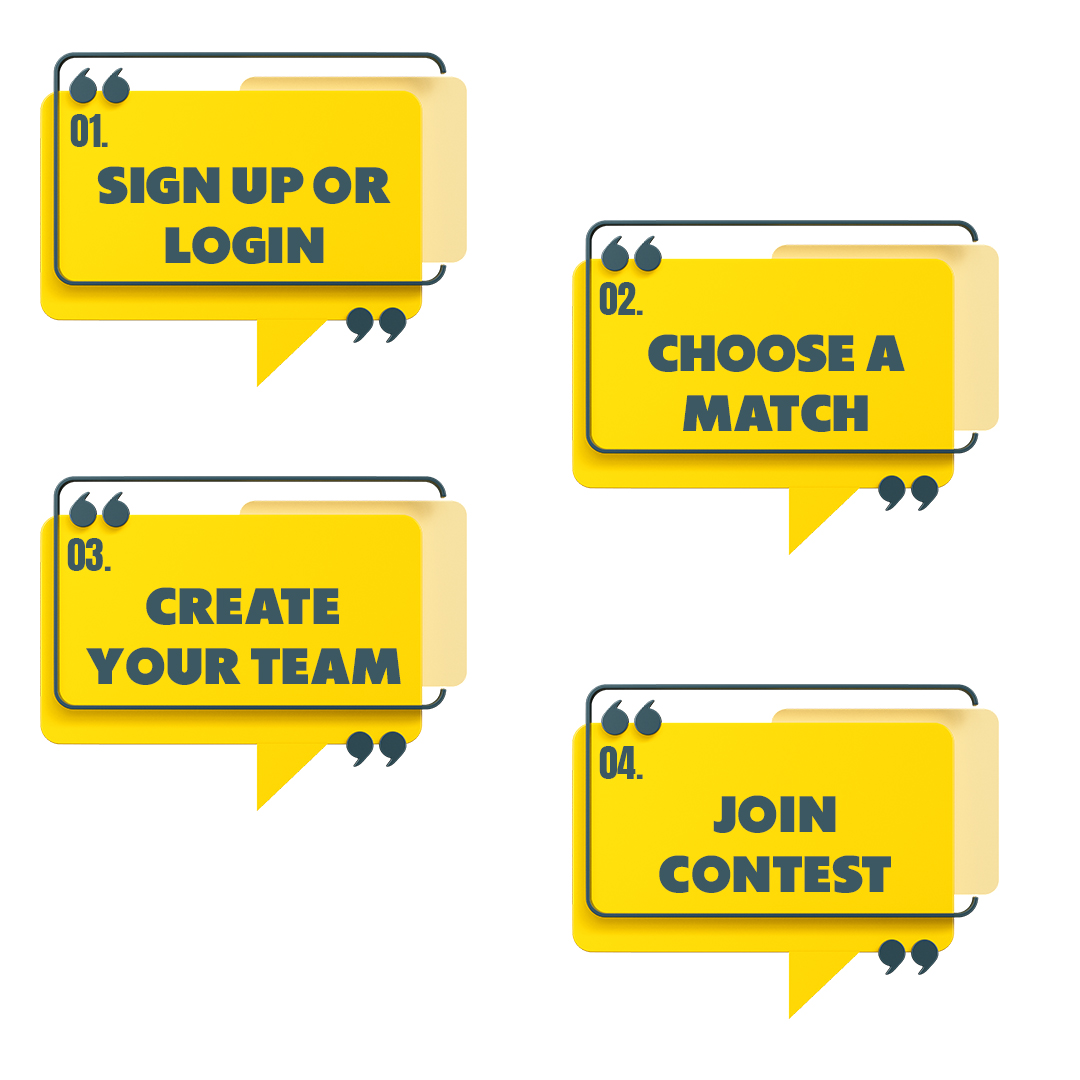 01.
SIGN UP OR
LOGIN
02.
CHOOSE A
MATCH
03.
CREATE
YOUR TEAM
04.
JOIN
CONTEST